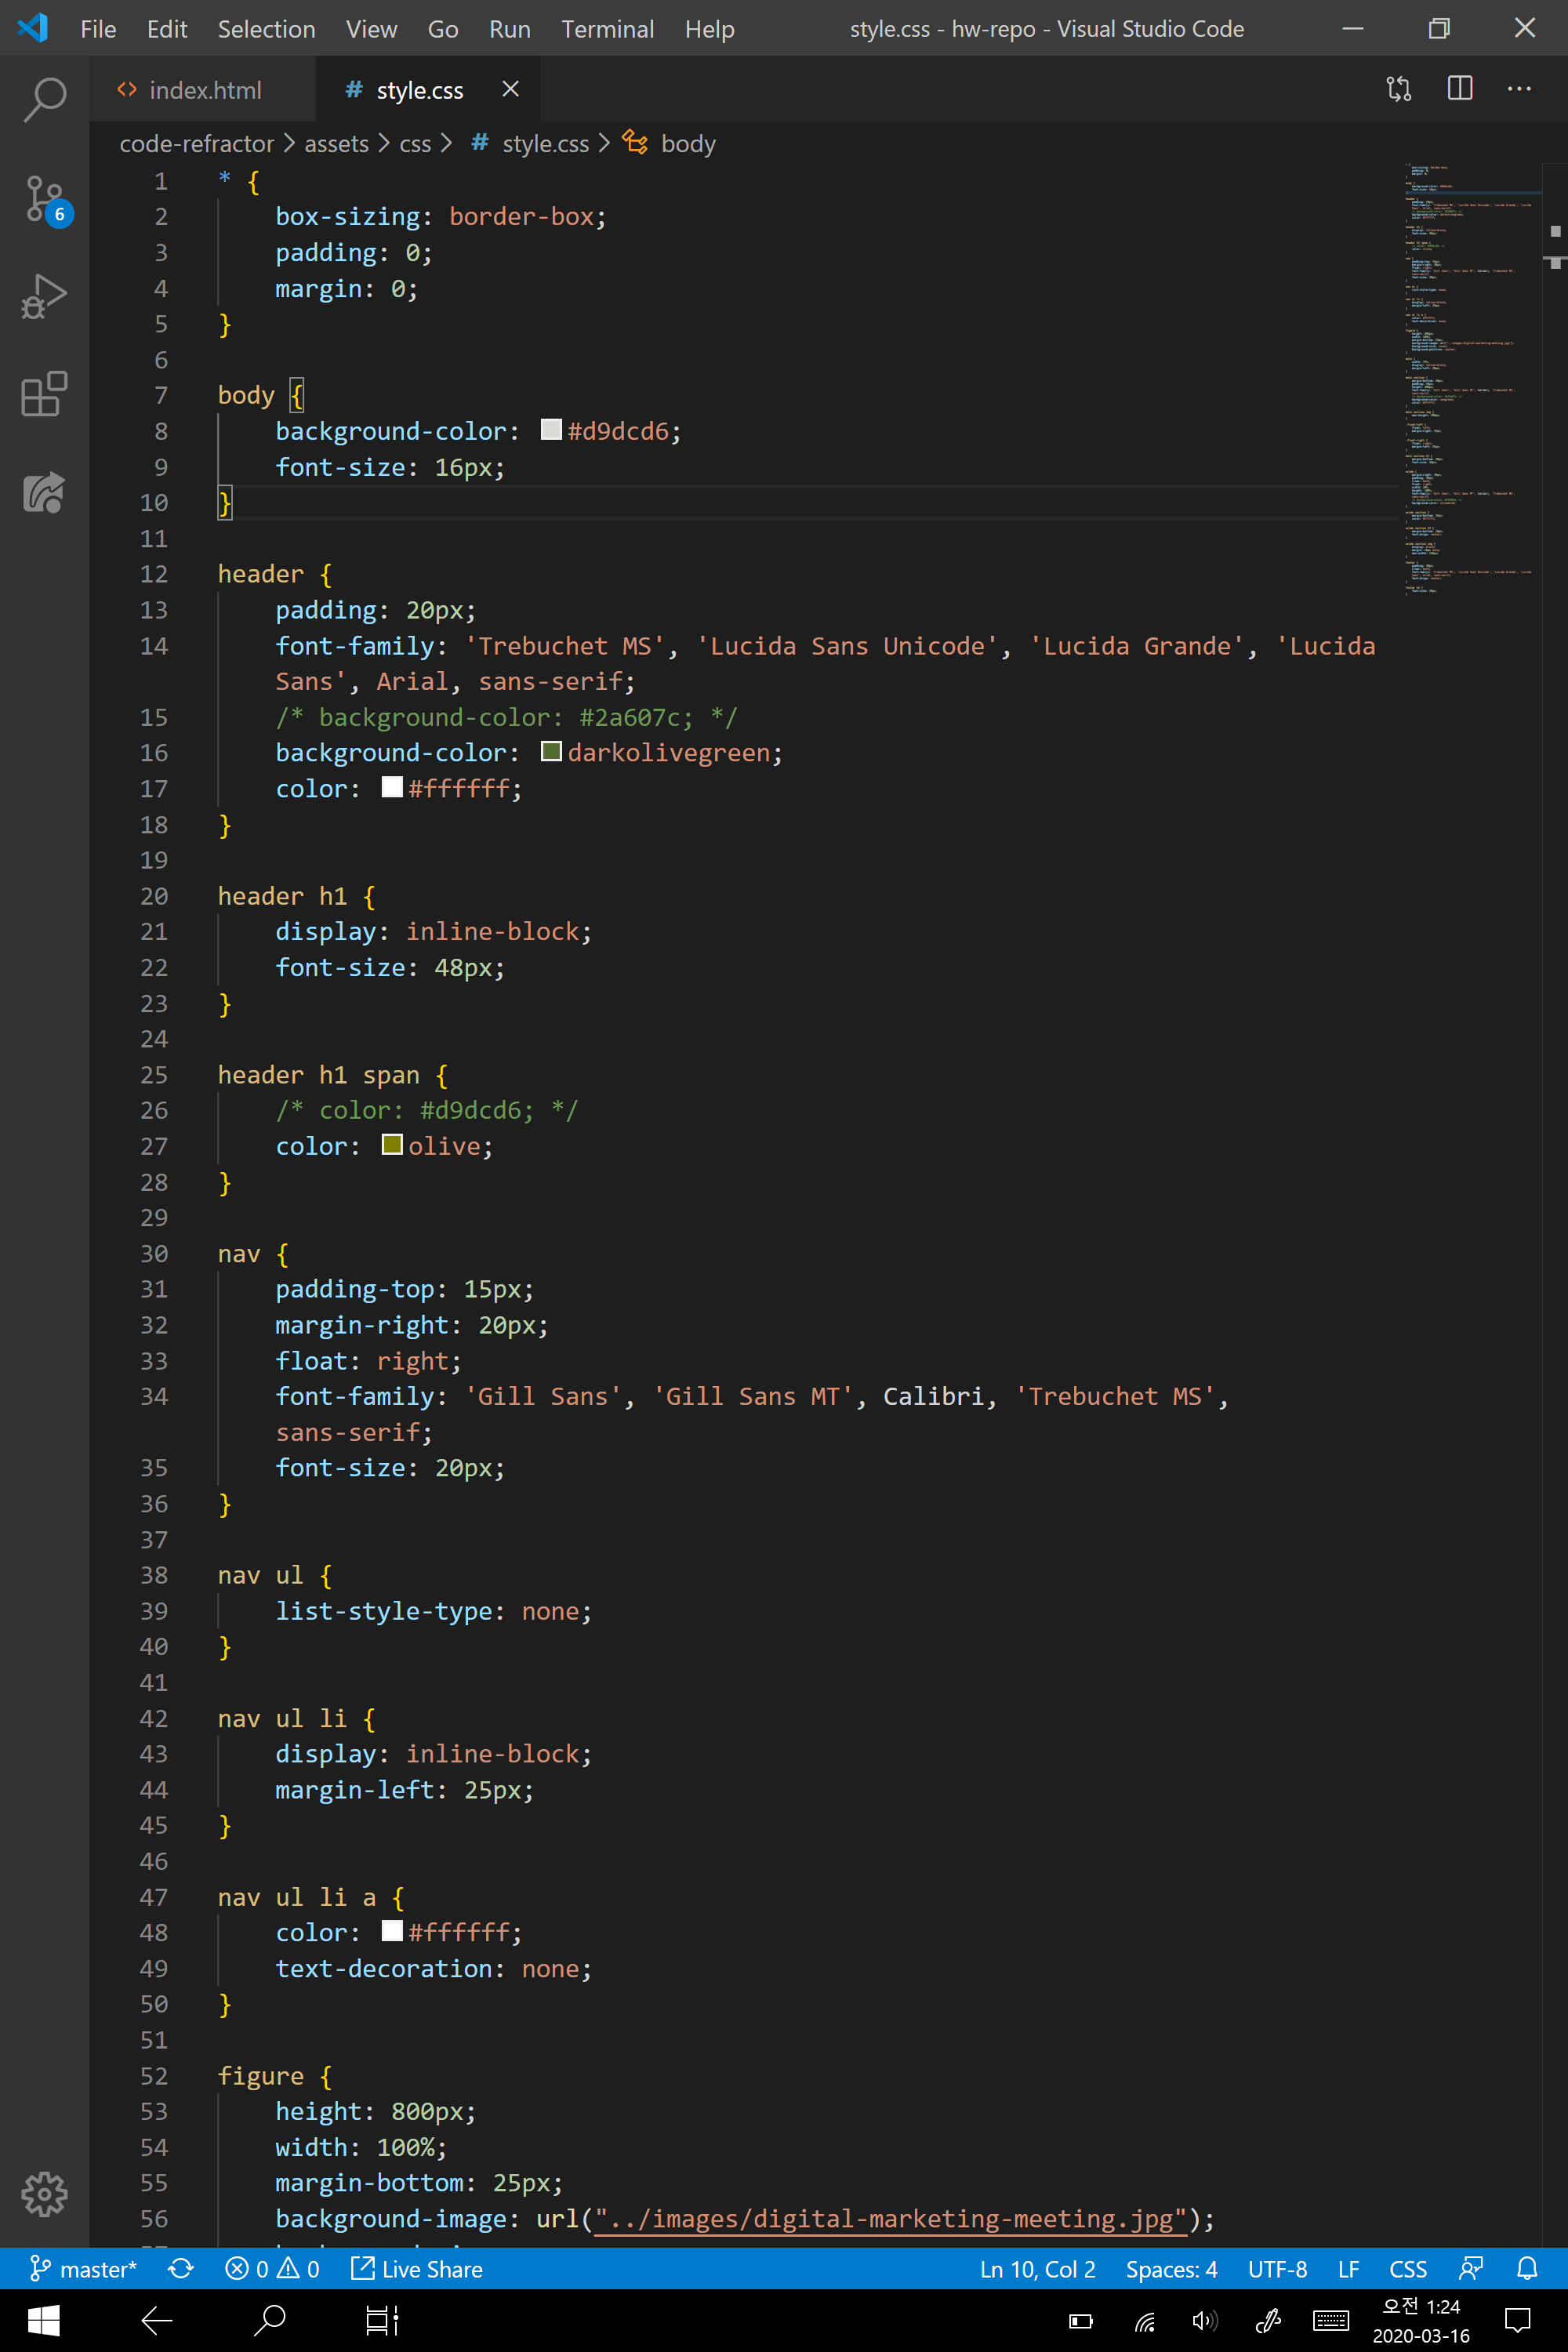 File Edit Selection View Go Run Terminal Help style.css - hw-repo - Visual Studio Code
index.html style.css
code-refractor > assets > css > # style.css > body
6
1 * {
2 box-sizing: border-box;
3 padding: 0;
4 margin: 0;
5 }
6
7 body {
8 background-color: #d9dcd6;
9 font-size: 16px;
10 }
11
12 header {
13 padding: 20px;
14 font-family: 'Trebuchet MS', 'Lucida Sans Unicode', 'Lucida Grande', 'Lucida
Sans', Arial, sans-serif;
15 /* background-color: #2a607c; */
16 background-color: darkolivegreen;
17 color: #ffffff;
18 }
19
20 header h1 {
21 display: inline-block;
22 font-size: 48px;
23 }
24
25 header h1 span {
26 /* color: #d9dcd6; */
27 color: olive;
28 }
29
30 nav {
31 padding-top: 15px;
32 margin-right: 20px;
33 float: right;
34 font-family: 'Gill Sans', 'Gill Sans MT', Calibri, 'Trebuchet MS',
sans-serif;
35 font-size: 20px;
36 }
37
38 nav ul {
39 list-style-type: none;
40 }
41
42 nav ul li {
43 display: inline-block;
44 margin-left: 25px;
45 }
46
47 nav ul li a {
48 color: #ffffff;
49 text-decoration: none;
50 }
51
52 figure {
53 height: 800px;
54 width: 100%;
55 margin-bottom: 25px;
56 background-image: url("../images/digital-marketing-meeting.jpg");
master* 0 0 Live Share Ln 10, Col 2 Spaces: 4 UTF-8 LF CSS
오전 1:24
2020-03-16